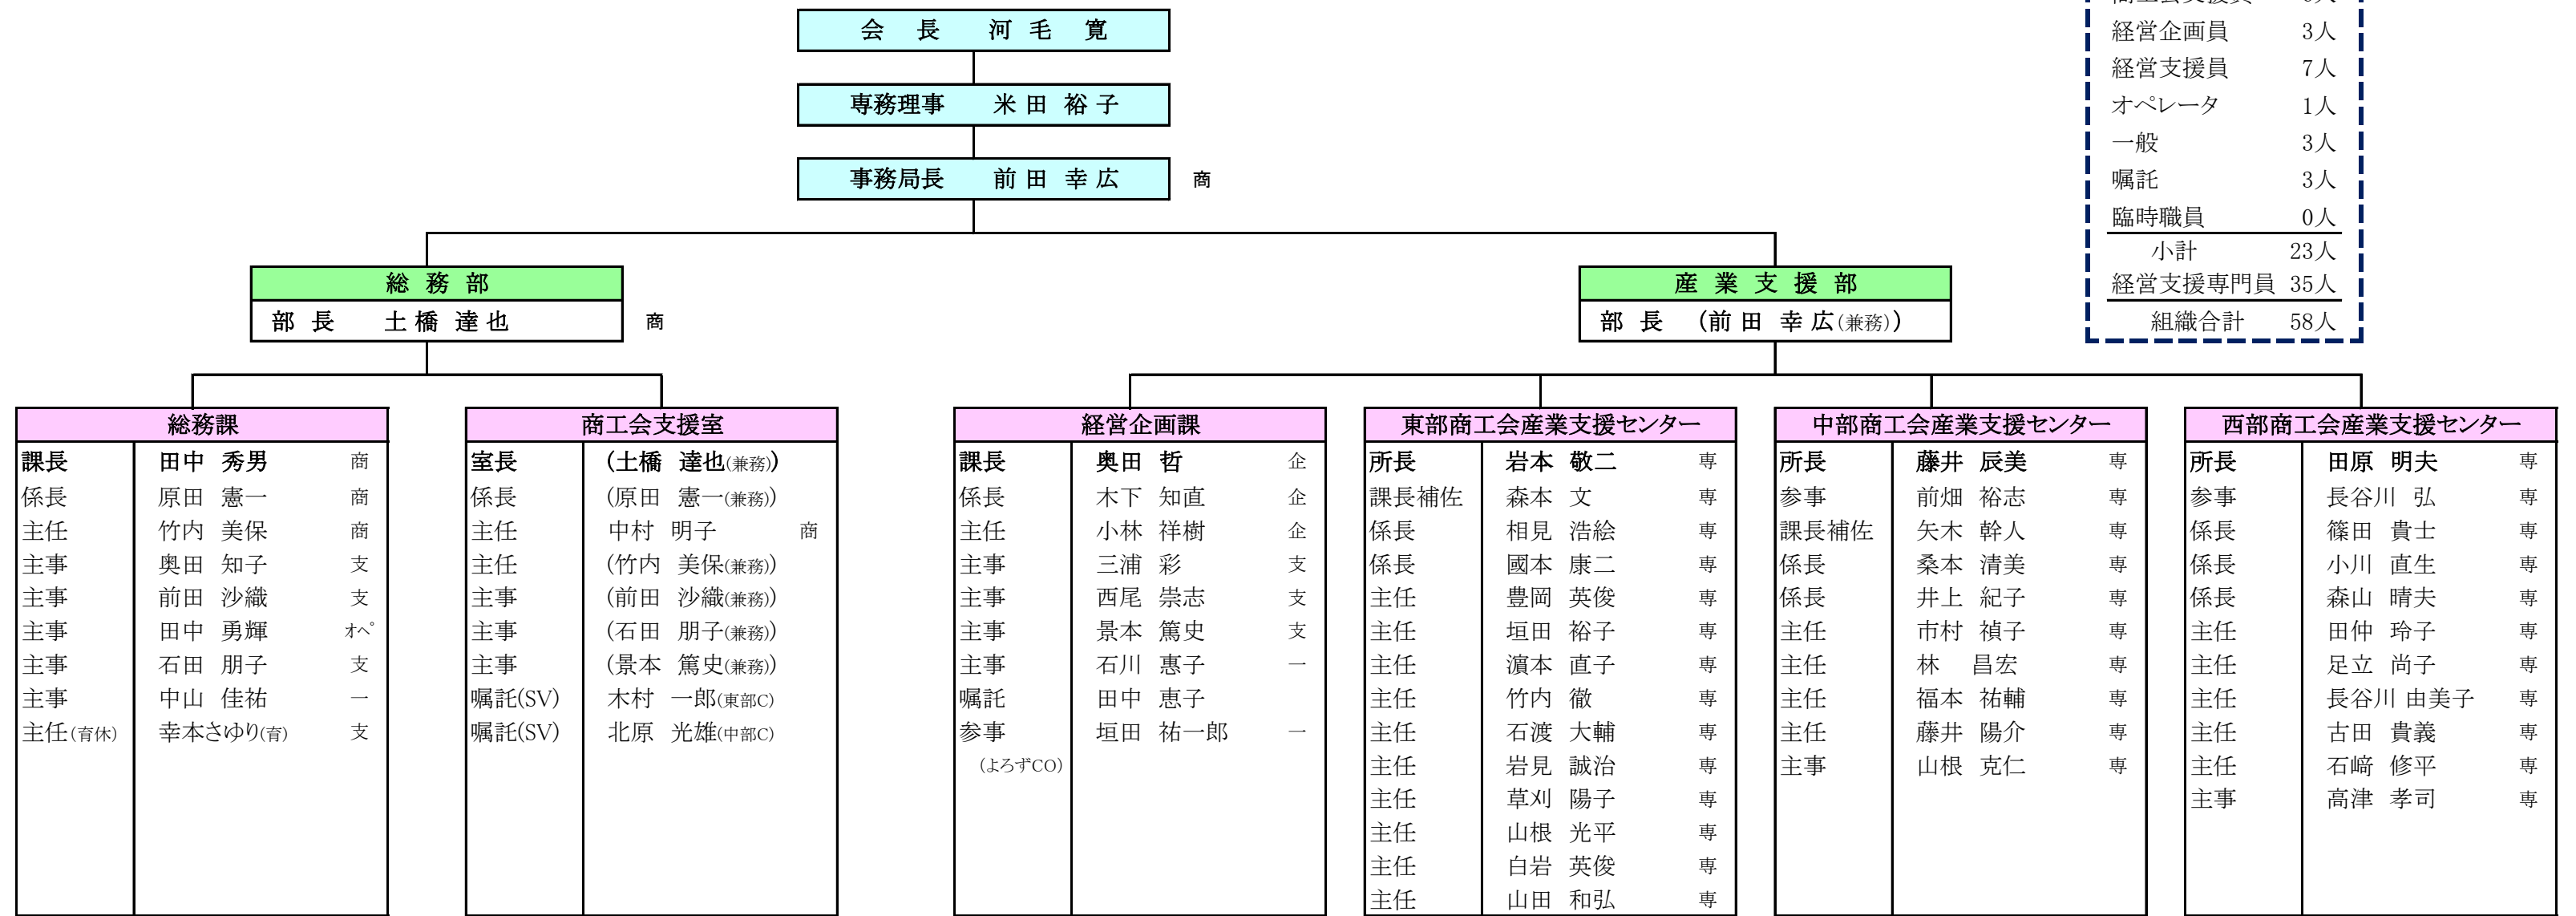 会　長　　河 毛　寛
専務理事　　米 田　裕 子
事務局長　　前 田　幸 広　　商
経営企画員　3人
経営支援員　7人
オペレータ　1人
一般　3人
嘱託　3人
臨時職員　0人
小計　23人
経営支援専門員 35人
組織合計　58人
総 務 部
部 長　　土 橋 達 也　　商
産 業 支 援 部
部 長　(前 田　幸 広(兼務))
総務課
課長　田中 秀男　商
係長　原田 憲一　商
主任　竹内 美保　商
主事　奥田 知子　支
主事　前田 沙織　支
主事　田中 勇輝　ｵﾍﾟ
主事　石田 朋子　支
主事　中山 佳祐　一
主任(育休)　幸本さゆり(育)　支
商工会支援室
室長　(土橋 達也(兼務))
係長　(原田 憲一(兼務))
主任　中村 明子　商
主任　(竹内 美保(兼務))
主事　(前田 沙織(兼務))
主事　(石田 朋子(兼務))
主事　(景本 篤史(兼務))
嘱託(SV)　木村 一郎(東部C)
嘱託(SV)　北原 光雄(中部C)
経営企画課
課長　奥田 哲　企
係長　木下 知直　企
主任　小林 祥樹　企
主事　三浦 彩　支
主事　西尾 崇志　支
主事　景本 篤史　支
主事　石川 惠子　一
嘱託　田中 恵子
参事　垣田 祐一郎　一
(よろずCO)
東部商工会産業支援センター
所長　岩本 敬二　専
課長補佐　森本 文　専
係長　相見 浩絵　専
係長　國本 康二　専
主任　豊岡 英俊　専
主任　垣田 裕子　専
主任　濵本 直子　専
主任　竹内 徹　専
主任　石渡 大輔　専
主任　岩見 誠治　専
主任　草刈 陽子　専
主任　山根 光平　専
主任　白岩 英俊　専
主任　山田 和弘　専
中部商工会産業支援センター
所長　藤井 辰美　専
参事　前畑 裕志　専
課長補佐　矢木 幹人　専
係長　桑本 清美　専
係長　井上 紀子　専
主任　市村 禎子　専
主任　林　昌宏　専
主任　福本 祐輔　専
主任　藤井 陽介　専
主事　山根 克仁　専
西部商工会産業支援センター
所長　田原 明夫　専
参事　長谷川 弘　専
係長　篠田 貴士　専
係長　小川 直生　専
係長　森山 晴夫　専
主任　田仲 玲子　専
主任　足立 尚子　専
主任　長谷川 由美子　専
主任　古田 貴義　専
主任　石﨑 修平　専
主事　高津 孝司　専